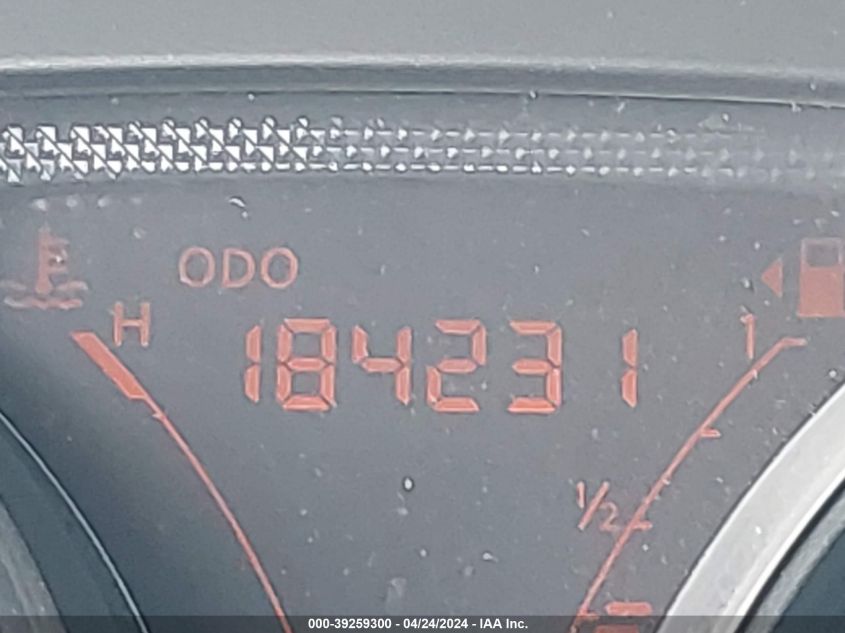 ODO
H
184231
1
1/2
000-39259300 - 04/24/2024 - IAA Inc.